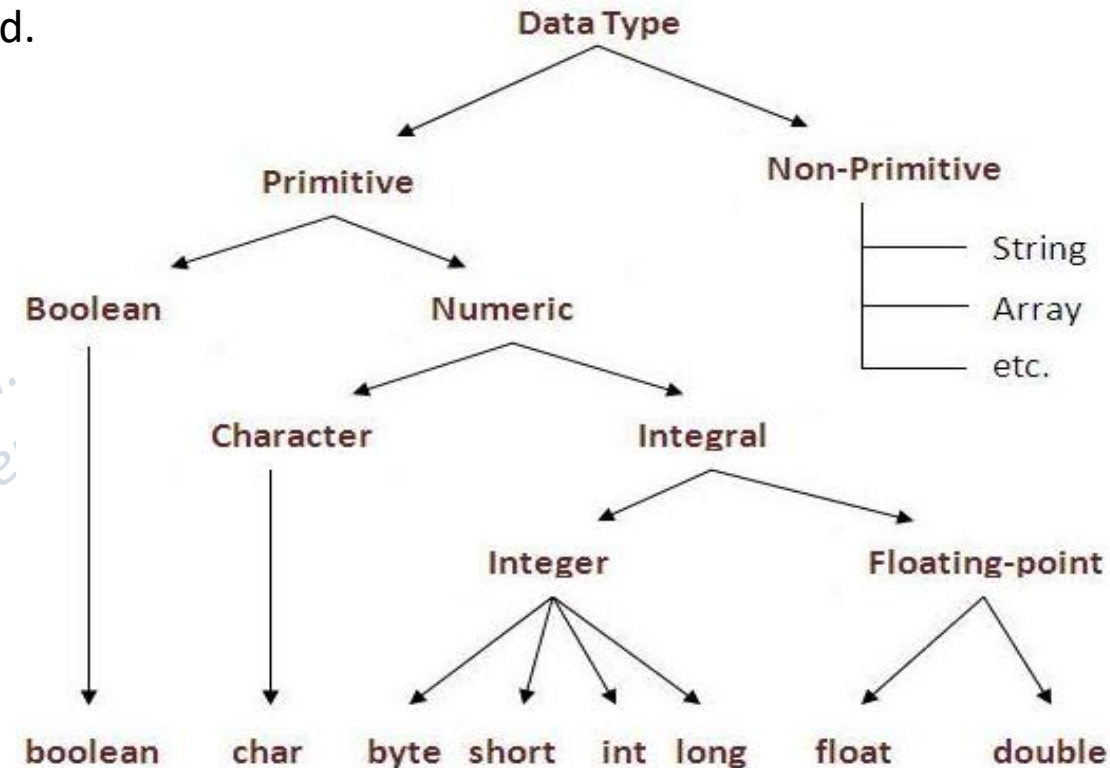 d.
Data Type
Primitive
Non-Primitive
String
Array
etc.
Boolean
Numeric
Character
Integral
Integer
Floating-point
boolean char byte short int long float double